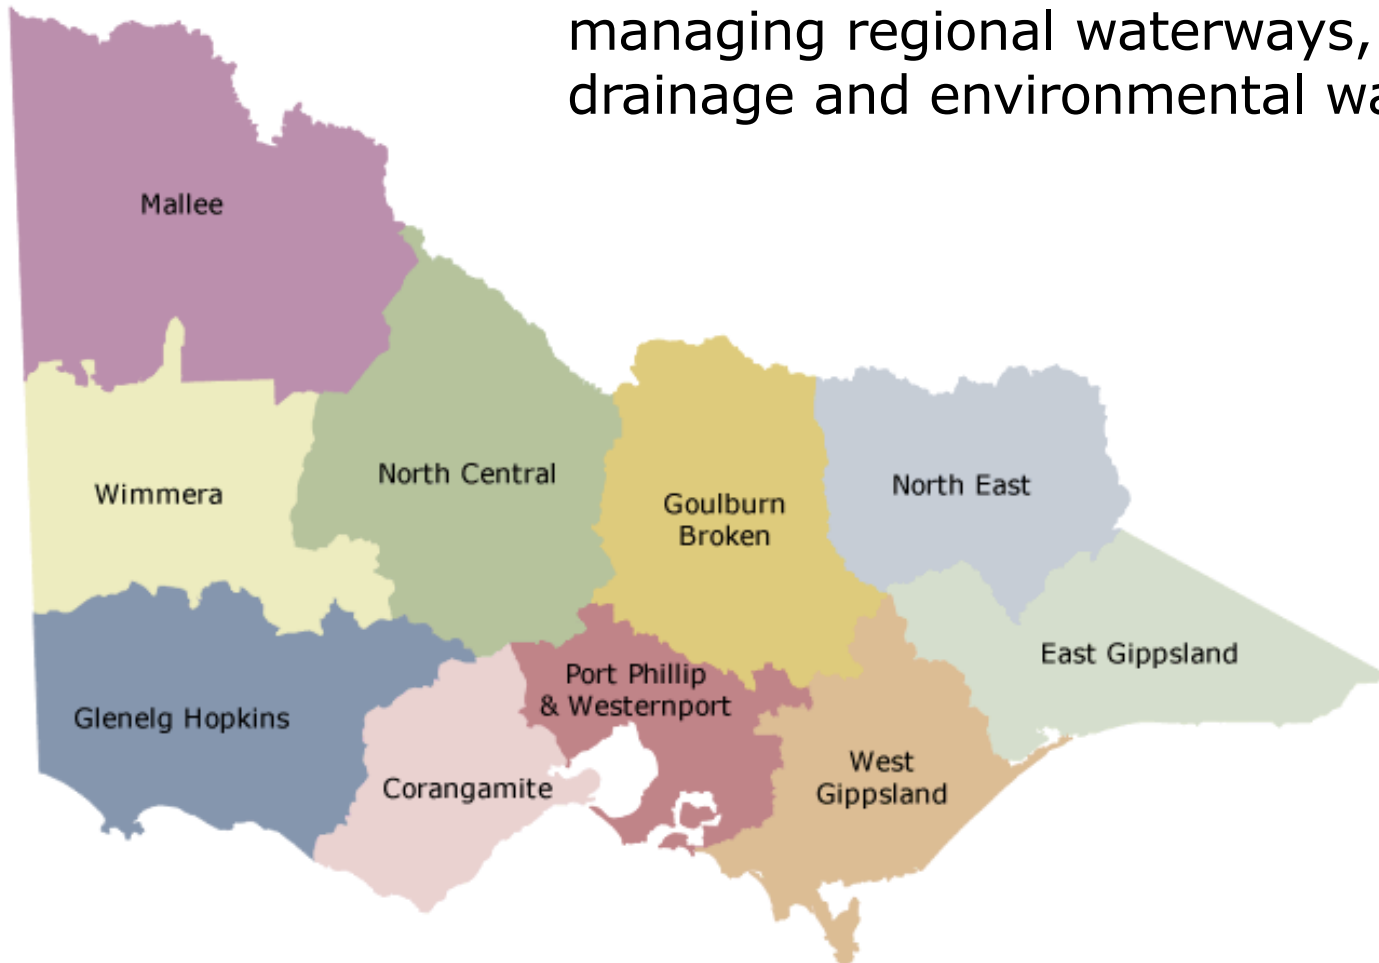 managing regional waterways,
drainage and environmental
Mallee
North Central
Wimmera
Goulburn
Broken
North East
East Gippsland
Port Phillip
& Westernport
Glenelg Hopkins
West
Gippsland
Corangamite